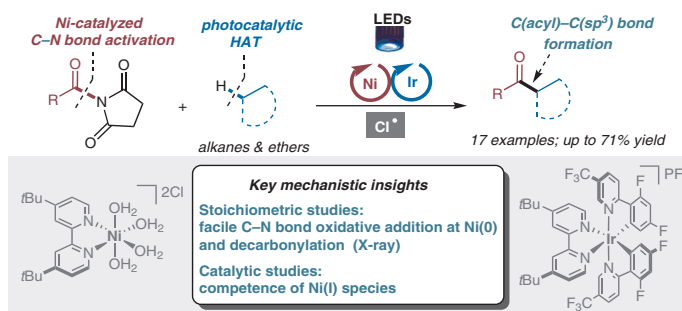 Ni-catalyzed
C–N bond activation
photocatalytic
HAT
LEDs
C(acyl)–C(sp³) bond
formation
O
R
N
O
O
+
H
alkanes & ethers
Ni
Ir
Cl•
O
R
17 examples; up to 71% yield
tBu
tBu
N
N
Ni
OH₂
OH₂
OH₂
OH₂
2Cl
Key mechanistic insights
Stoichiometric studies:
facile C–N bond oxidative addition at Ni(0)
and decarbonylation (X-ray)
Catalytic studies:
competence of Ni(I) species
F₃C
F
F
N
tBu
N
Ir
N
tBu
N
F
F
F₃C
PF